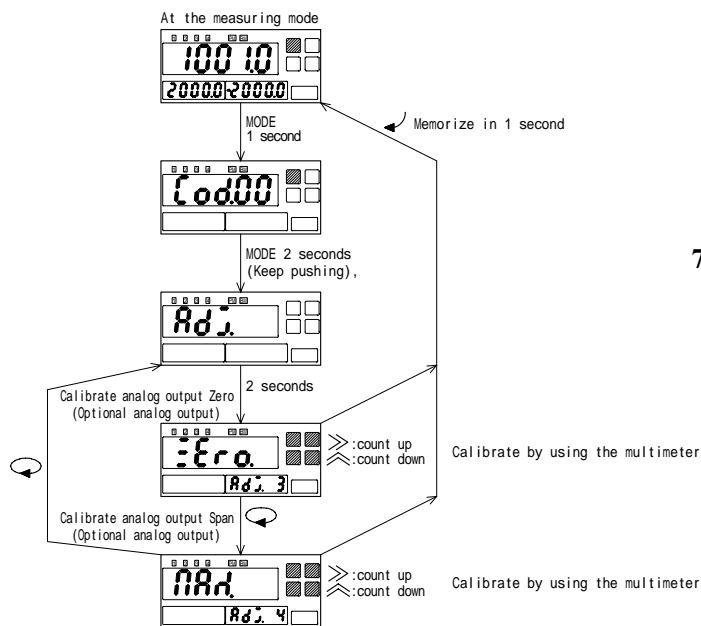 At the measuring mode
1001.0
2000.0 -2000.0
MODE
1 second
Memorize in 1 second
Cod.00
MODE 2 seconds
(Keep pushing),
7
Adj.
Calibrate analog output Zero
(Optional analog output)
2 seconds
Zero.
Adj. 3
:count up
:count down
Calibrate by using the multimeter
Calibrate analog output Span
(Optional analog output)
MAx.
Adj. 4
:count up
:count down
Calibrate by using the multimeter